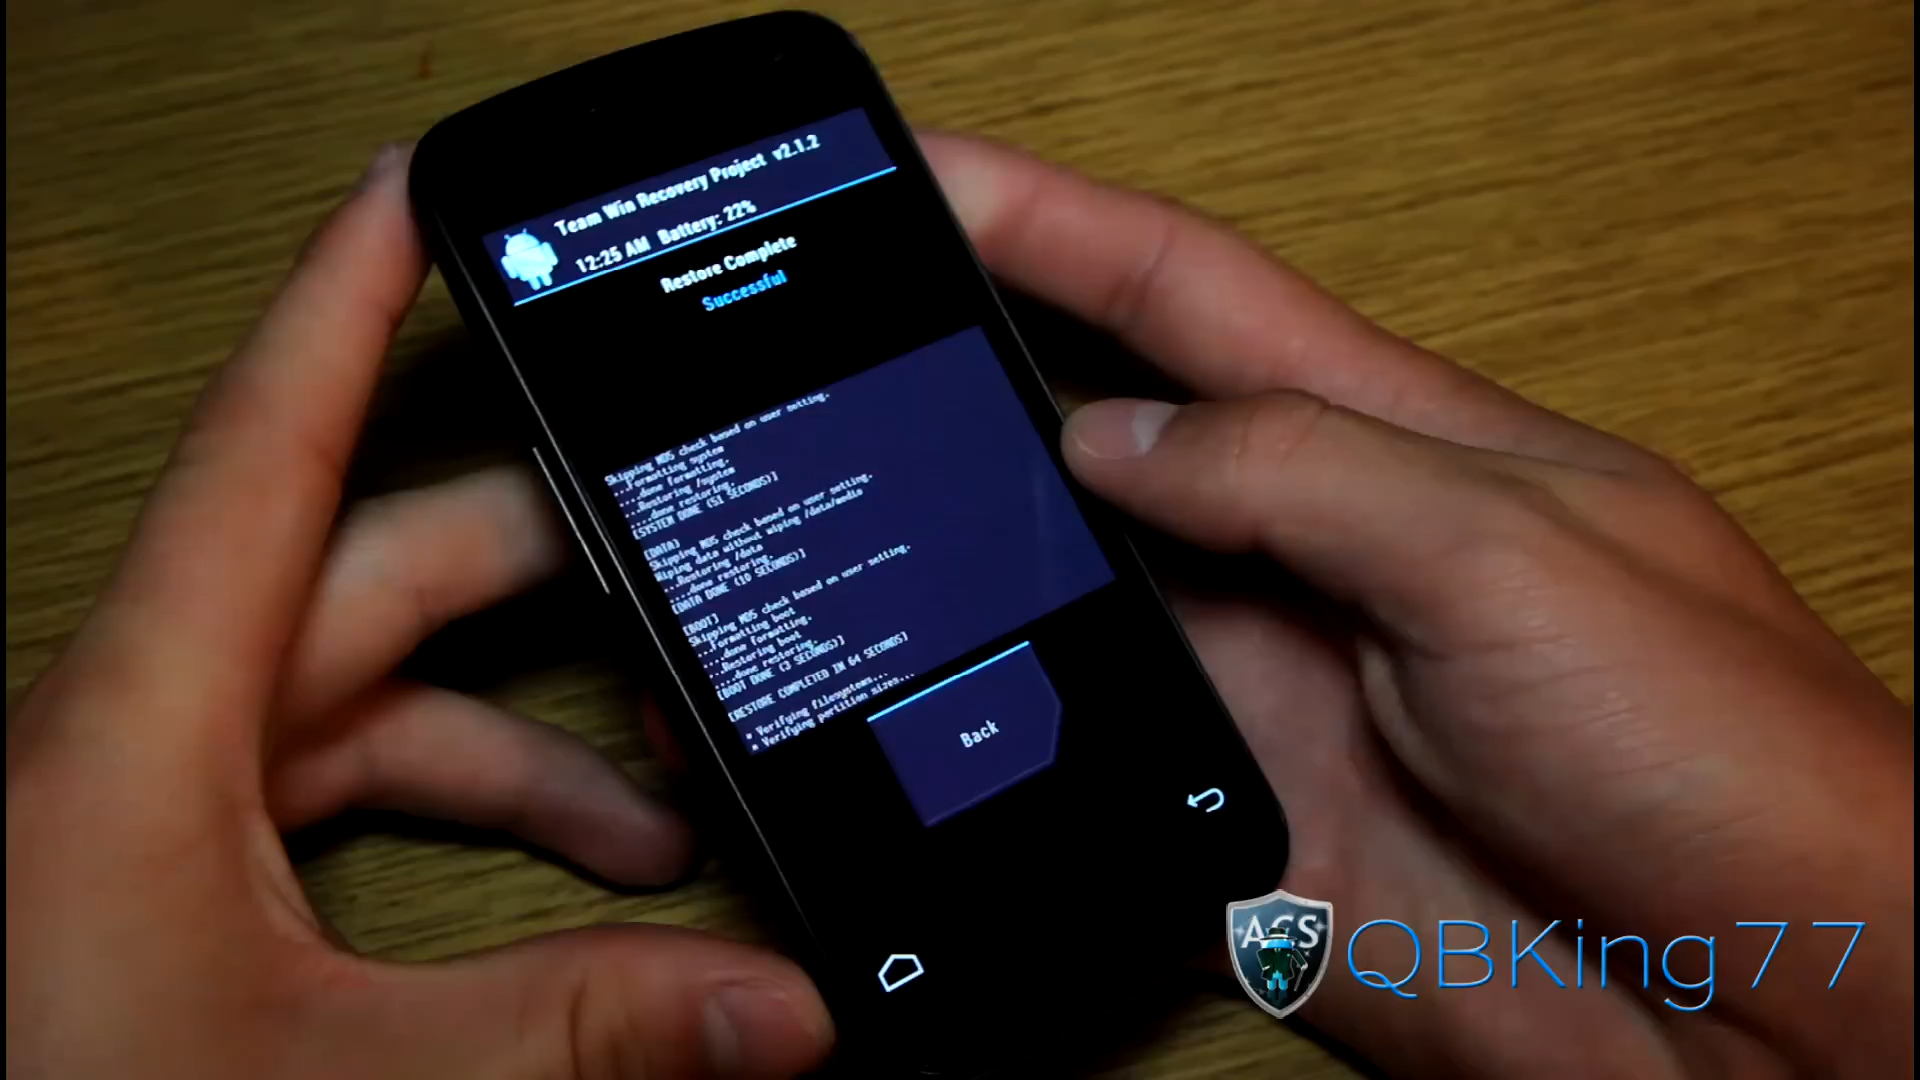 Team Win Recovery Project v2.1.2
12:25 AM Battery: 22%
Restore Complete
Successful
Skipping MD5 check based on user setting.
...Formatting system
....done formatting.
...Restoring /system
....done restoring.
[SYSTEM DONE (51 SECONDS)]
[DATA]
Skipping MD5 check based on user setting.
Wiping data without wiping /data/media
...Restoring /data
....done restoring.
[DATA DONE (10 SECONDS)]
[BOOT]
Skipping MD5 check based on user setting.
...Formatting boot
....done formatting.
...Restoring boot
....done restoring.
[BOOT DONE (3 SECONDS)]
[RESTORE COMPLETED IN 64 SECONDS]
* Verifying filesystems...
* Verifying partition sizes...
Back
ACS
QBKing77